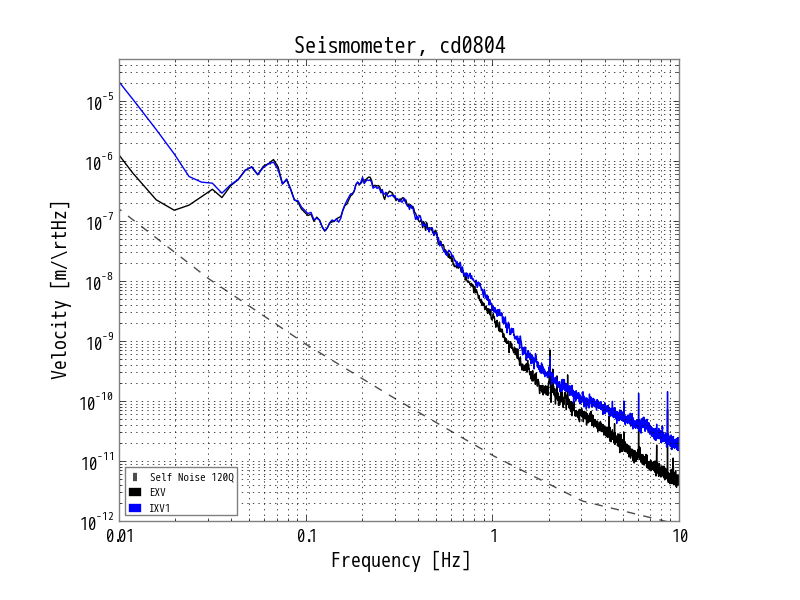 Seismometer, cd0804
Velocity [m/\rtHz]
10-5
10-6
10-7
10-8
10-9
10-10
10-11
10-12
Self Noise 120Q
EXV
IXV1
0.01
0.1
1
10
Frequency [Hz]